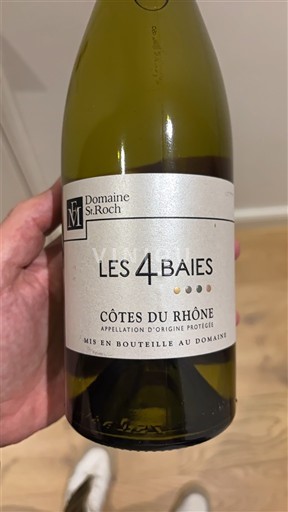 Domaine
St.Roch
LES 4 BAIES
CÔTES DU RHÔNE
APPELLATION D'ORIGINE PROTÉGÉE
MIS EN BOUTEILLE AU DOMAINE